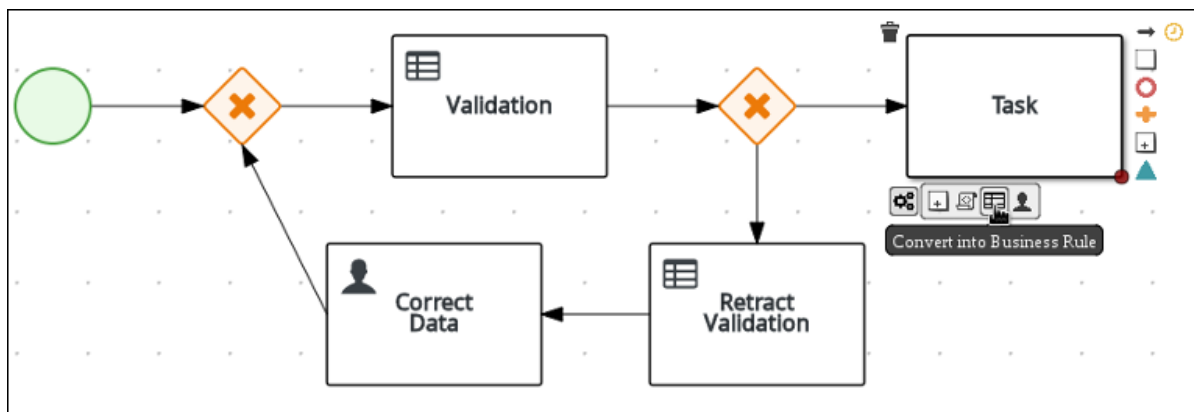 Validation
Task
Convert into Business Rule
Correct
Data
Retract
Validation